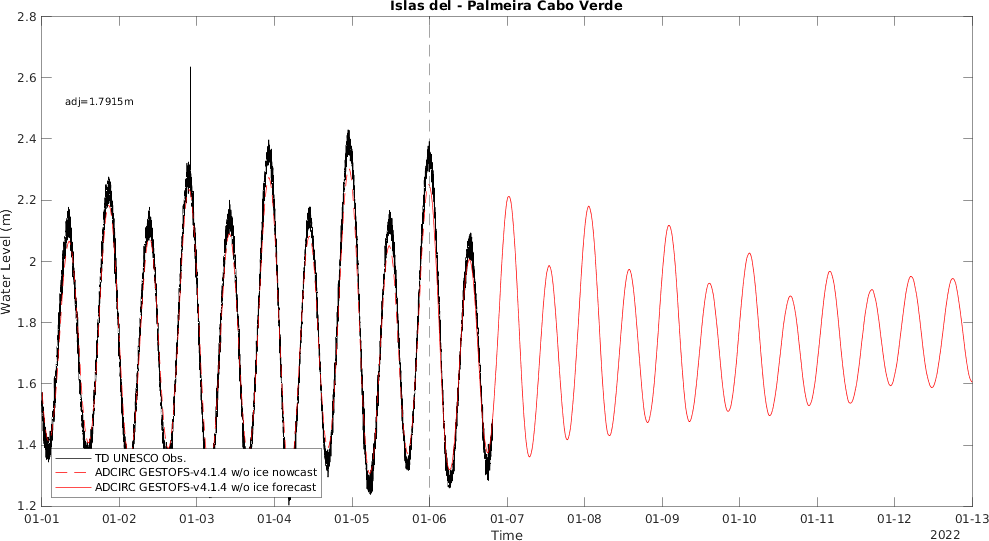 Islas del - Palmeira Cabo Verde
2.8
2.6
2.4
2.2
2
1.8
1.6
1.4
1.2
Water Level (m)
adj=1.7915m
TD UNESCO Obs.
ADCIRC GESTOFS-v4.1.4 w/o ice nowcast
ADCIRC GESTOFS-v4.1.4 w/o ice forecast
01-01 01-02 01-03 01-04 01-05 01-06 01-07 01-08 01-09 01-10 01-11 01-12 01-13
Time
2022